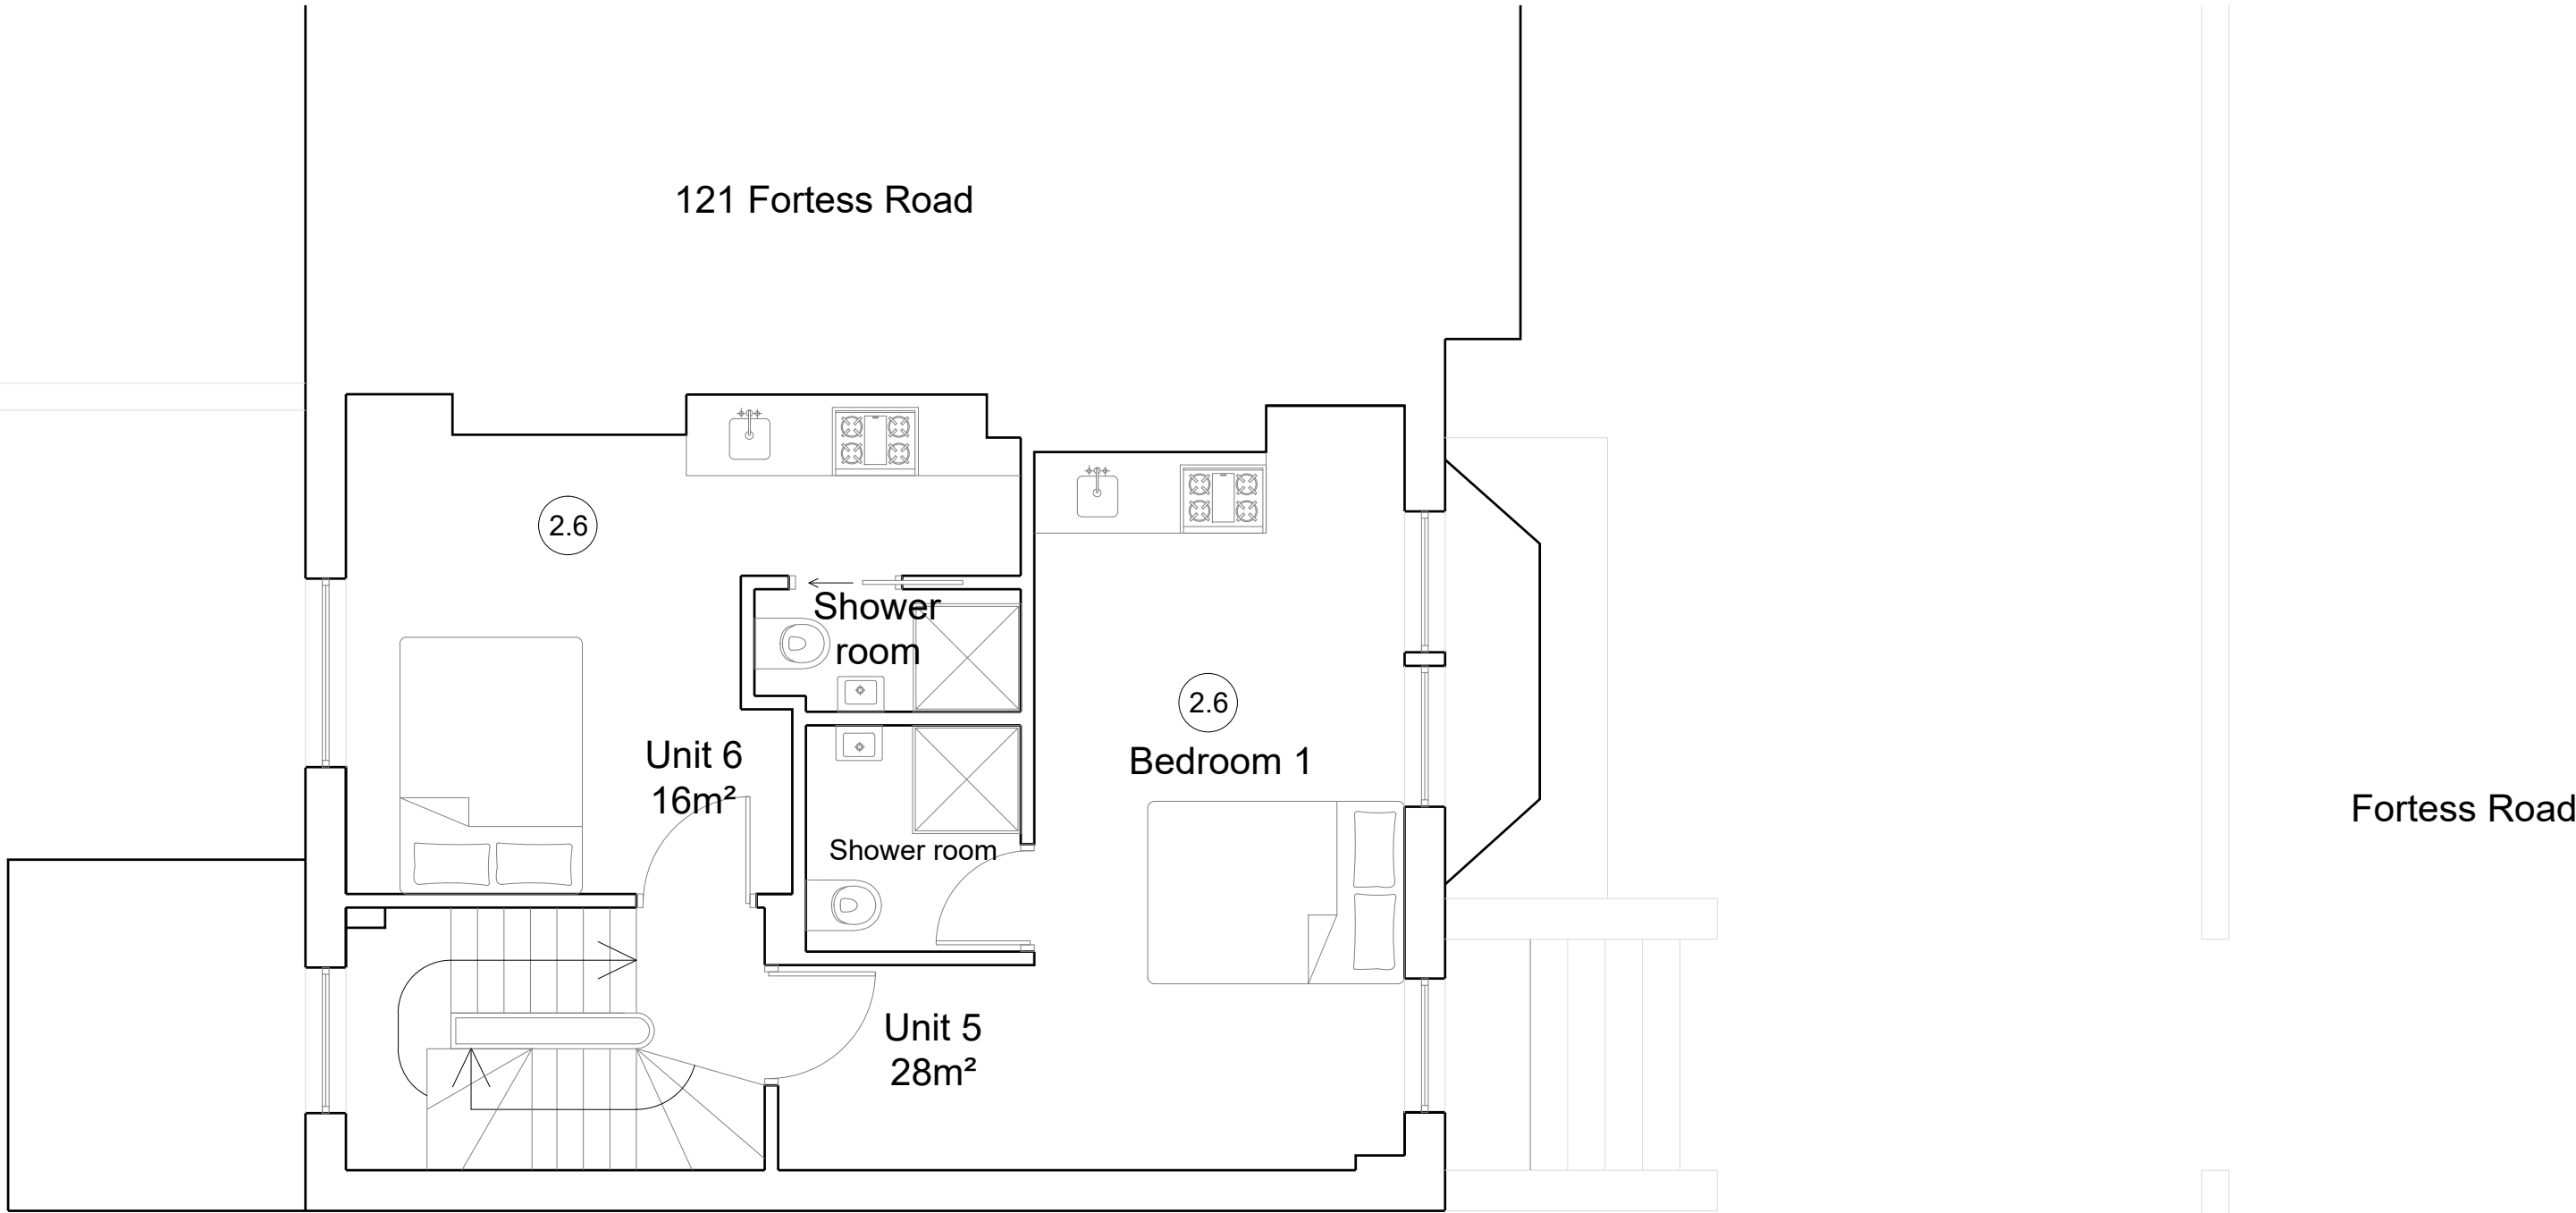 121 Fortess Road
2.6
Shower
room
2.6
Bedroom 1
Unit 6
16m²
Fortess Road
Shower room
Unit 5
28m²